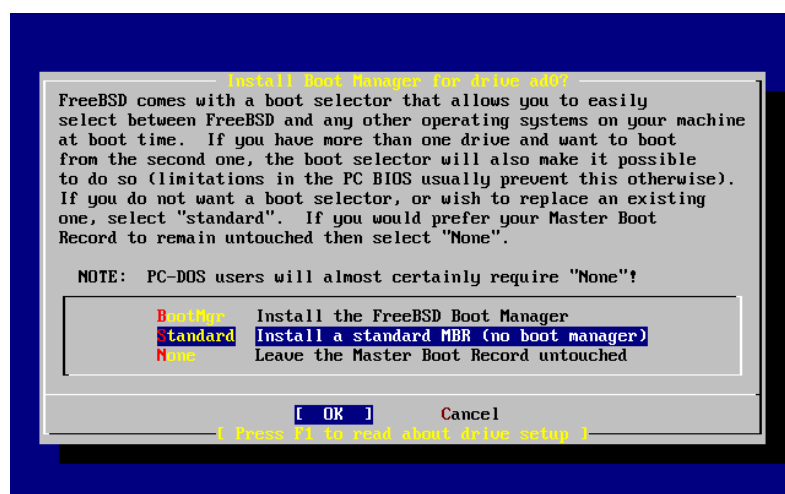 Install Boot Manager for drive ad0?
FreeBSD comes with a boot selector that allows you to easily
select between FreeBSD and any other operating systems on your machine
at boot time.  If you have more than one drive and want to boot
from the second one, the boot selector will also make it possible
to do so (limitations in the PC BIOS usually prevent this otherwise).
If you do not want a boot selector, or wish to replace an existing
one, select "standard".  If you would prefer your Master Boot
Record to remain untouched then select "None".
NOTE:  PC-DOS users will almost certainly require "None"!
BootMgr   Install the FreeBSD Boot Manager
Standard  Install a standard MBR (no boot manager)
None      Leave the Master Boot Record untouched
[  OK  ]       Cancel
[ Press F1 to read about drive setup ]